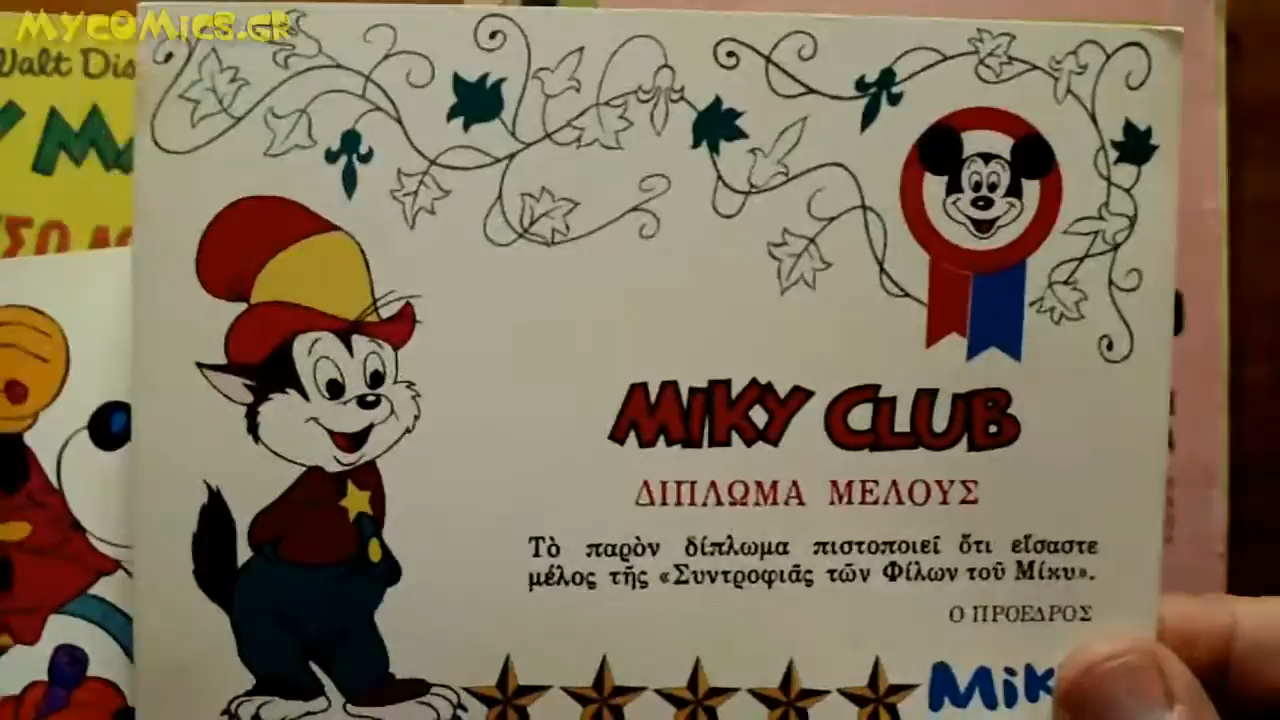 MYCOMICS.GR
Walt Dis
MIKY CLUB
ΔΙΠΛΩΜΑ ΜΕΛΟΥΣ
Τὸ παρὸν δίπλωμα πιστοποιεῖ ὅτι εἶσαστε
μέλος τῆς «Συντροφιᾶς τῶν Φίλων τοῦ Μίκυ».
Ο ΠΡΟΕΔΡΟΣ
Mik